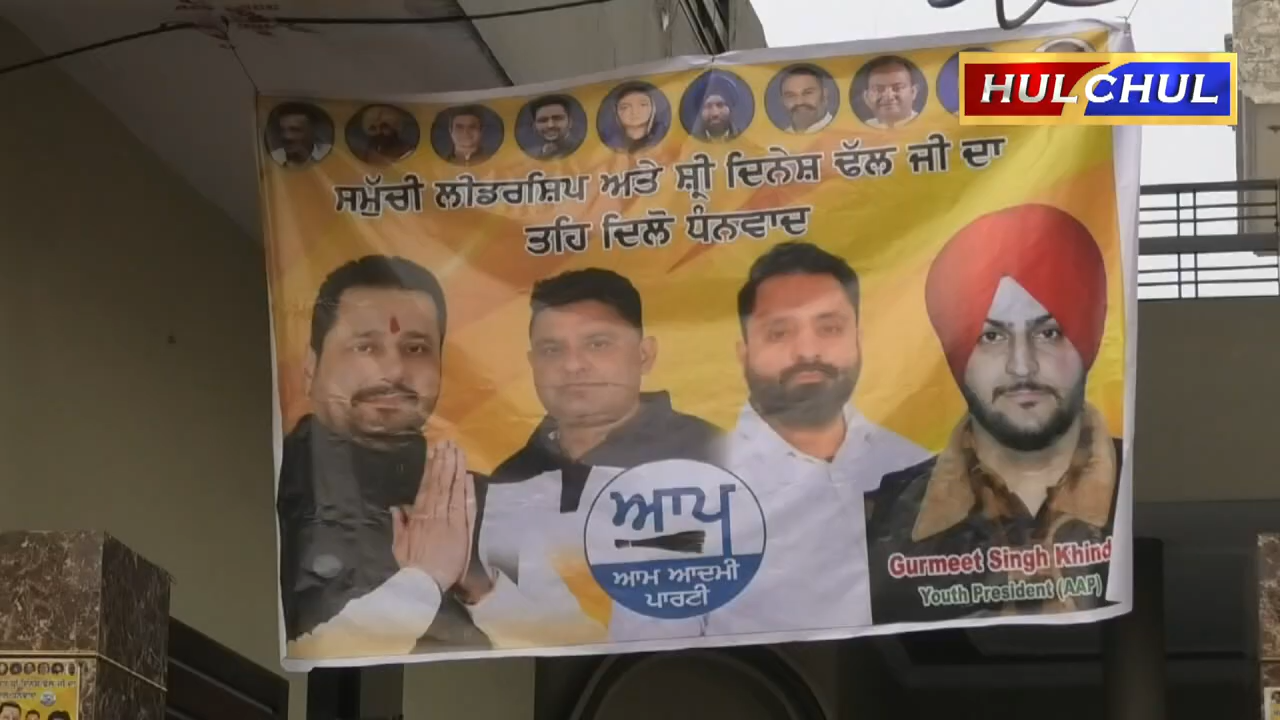 HULCHUL
ਸਮੁੱਚੀ ਲੀਡਰਸ਼ਿਪ ਅਤੇ ਸ਼੍ਰੀ ਦਿਨੇਸ਼ ਢੱਲ ਜੀ ਦਾ
ਤਹਿ ਦਿਲੋ ਧੰਨਵਾਦ
ਆਪ
ਆਮ ਆਦਮੀ
ਪਾਰਟੀ
Gurmeet Singh Khind
Youth President (AAP)